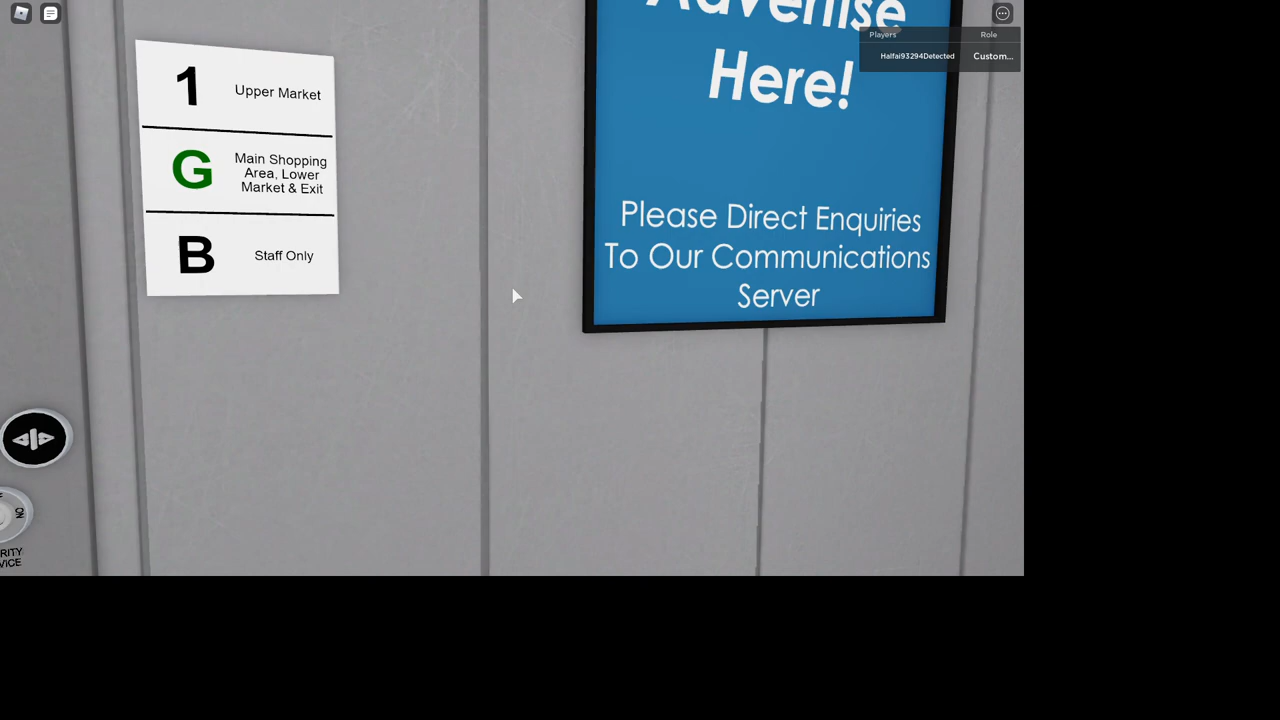 Advertise
Here!
Players Role
Halfai93294Detected Custom...
1 Upper Market
G Main Shopping
Area, Lower
Market & Exit
B Staff Only
Please Direct Enquiries
To Our Communications
Server